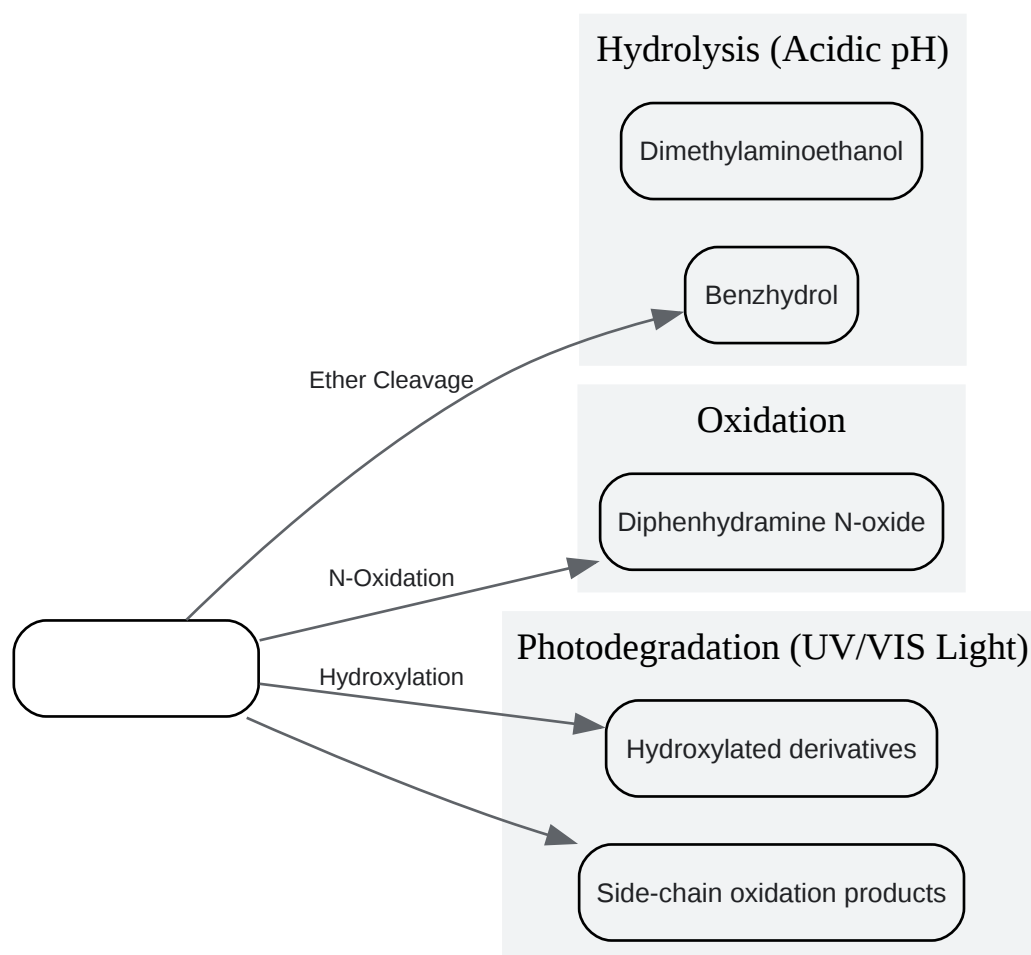 Hydrolysis (Acidic pH)
Dimethylaminoethanol
Benzhydrol
Ether Cleavage
Oxidation
Diphenhydramine N-oxide
N-Oxidation
Photodegradation (UV/VIS Light)
Hydroxylation
Hydroxylated derivatives
Side-chain oxidation products